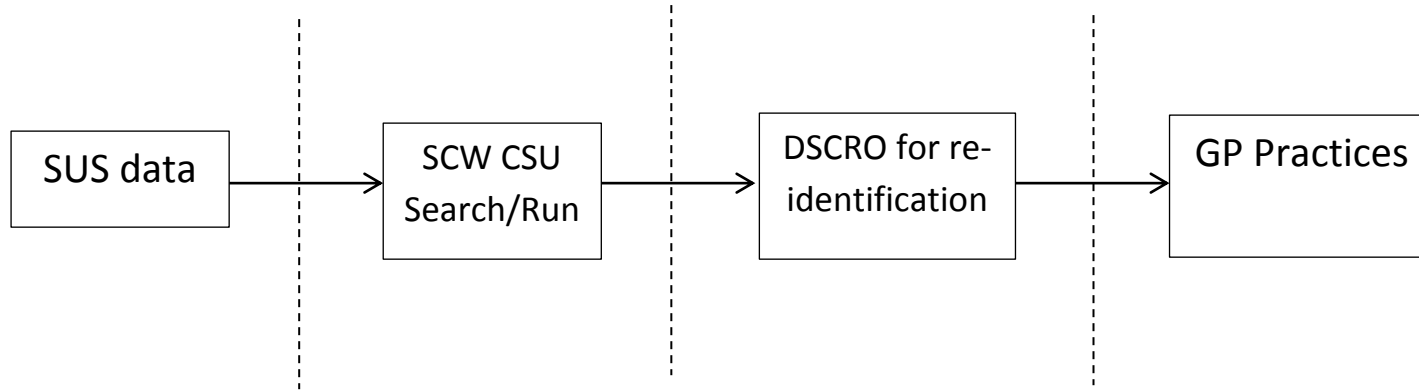 SUS data
SCW CSU
Search/Run
DSCRO for re-
identification
GP Practices